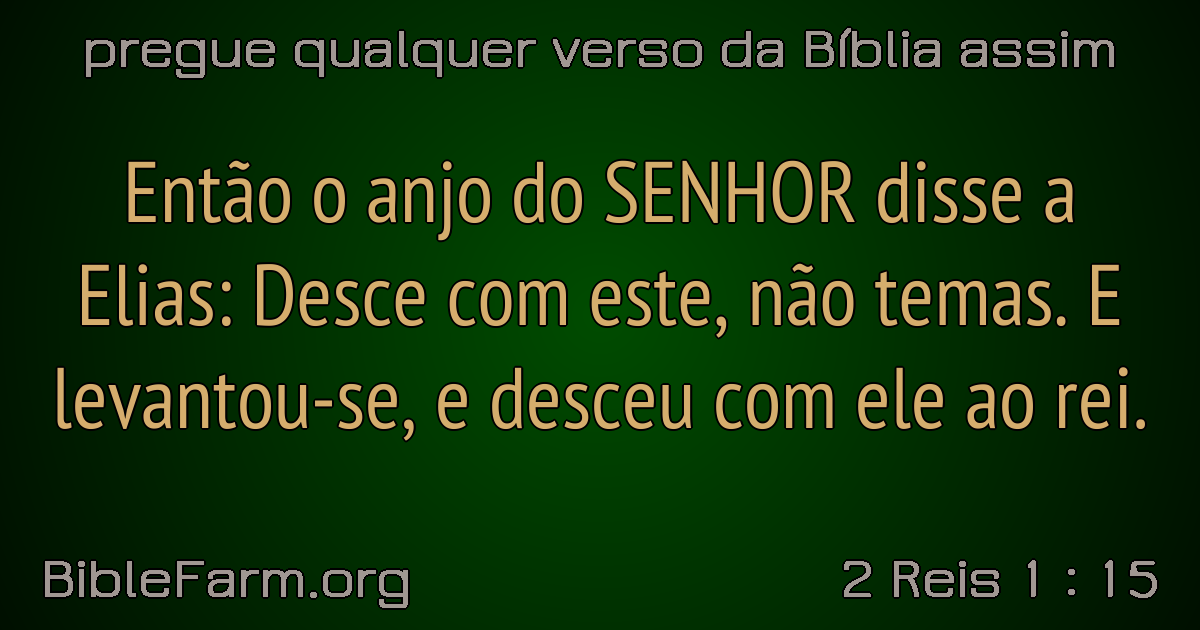 pregue qualquer verso da Bíblia assim
Então o anjo do SENHOR disse a
Elias: Desce com este, não temas. E
levantou-se, e desceu com ele ao rei.
BibleFarm.org
2 Reis 1 : 15